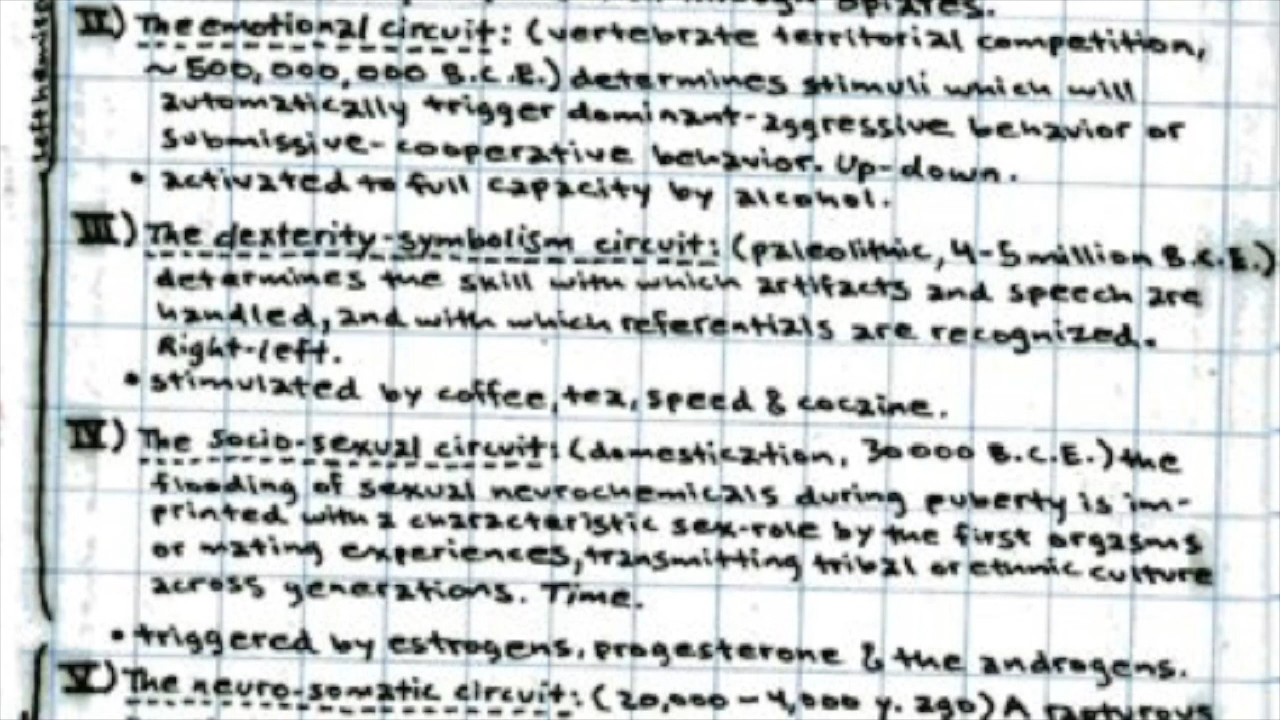 opiates.
II) The emotional circuit: (vertebrate territorial competition,
~500,000,000 B.C.E.) determines stimuli which will
automatically trigger dominant-aggressive behavior or
submissive-cooperative behavior. Up-down.
• activated to full capacity by alcohol.
III) The dexterity-symbolism circuit: (paleolithic, 4-5 million B.C.E.)
determines the skill with which artifacts and speech are
handled, and with which referentials are recognized.
Right-left.
• stimulated by coffee, tea, speed & cocaine.
IV) The socio-sexual circuit: (domestication, 30000 B.C.E.) the
flooding of sexual neurochemicals during puberty is im-
printed with a characteristic sex-role by the first orgasms
or mating experiences, transmitting tribal or ethnic culture
across generations. Time.
• triggered by estrogens, progesterone & the androgens.
V) The neuro-somatic circuit: (20,000 - 4,000 y. ago) A rapturous